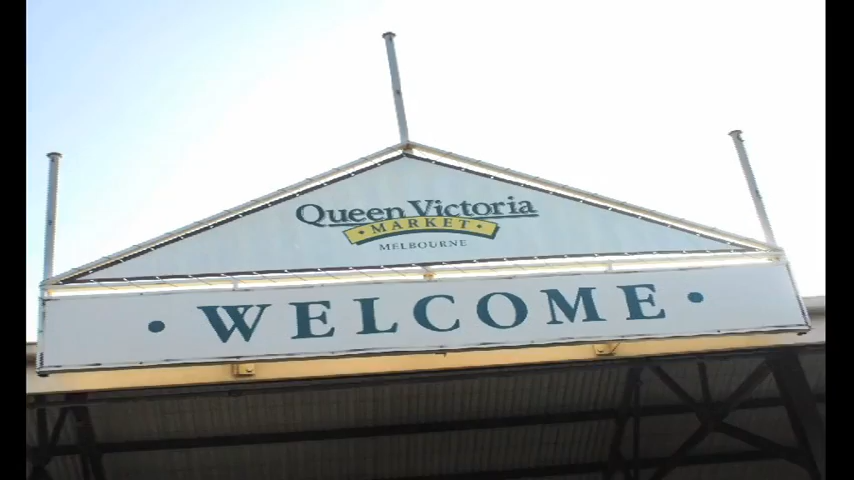 Queen Victoria
• MARKET •
MELBOURNE
• WELCOME •